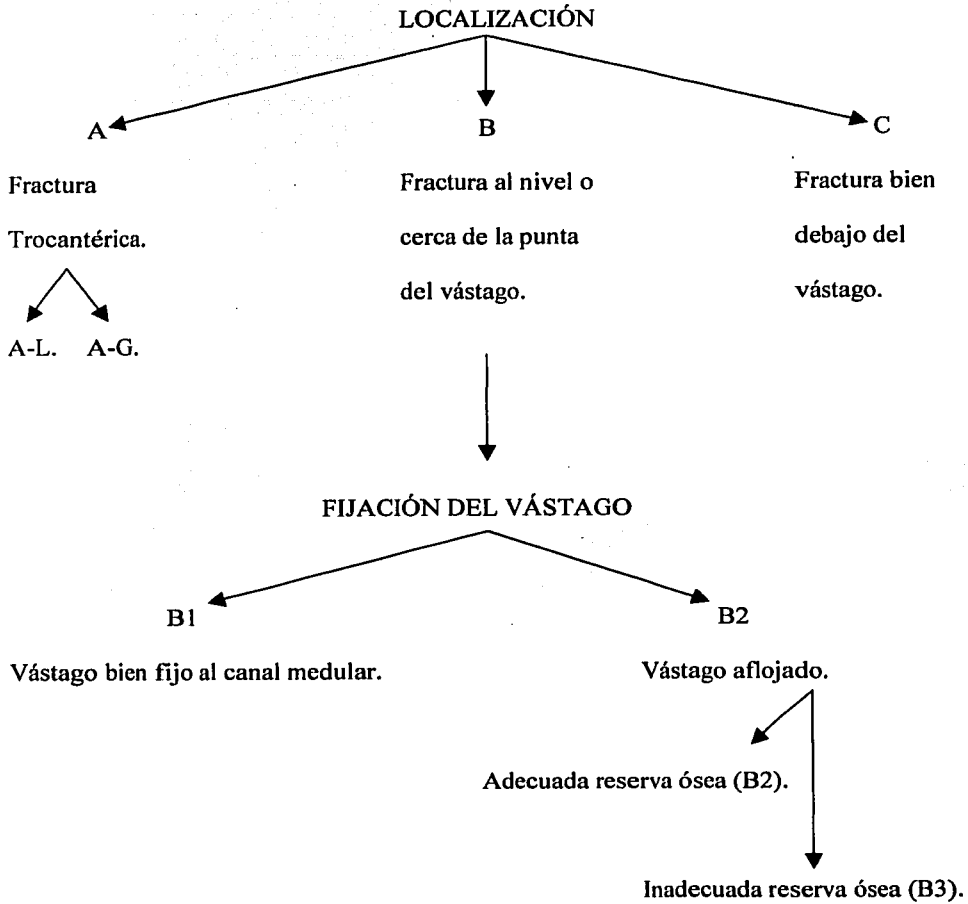 LOCALIZACIÓN
A
B
C
Fractura
Trocantérica.
A-L. A-G.
Fractura al nivel o
cerca de la punta
del vástago.
Fractura bien
debajo del
vástago.
FIJACIÓN DEL VÁSTAGO
B1
B2
Vástago bien fijo al canal medular.
Vástago aflojado.
Adecuada reserva ósea (B2).
Inadecuada reserva ósea (B3).